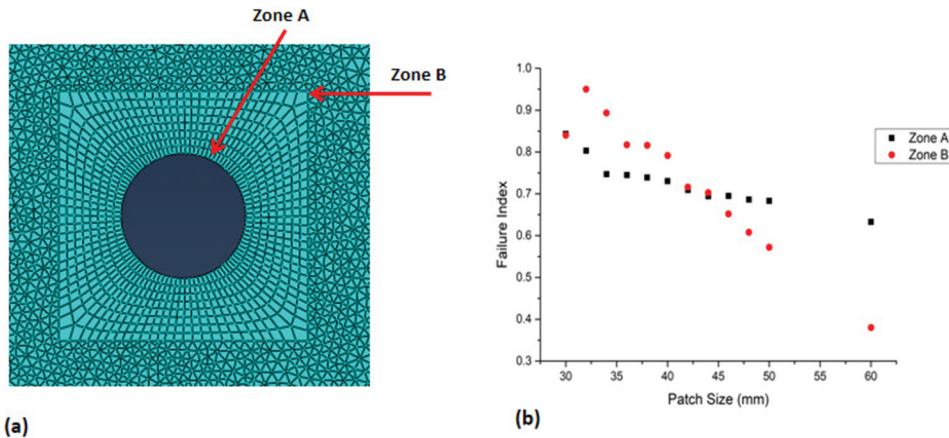 Zone A
Zone B
(a)
1.0
0.9
0.8
0.7
0.6
0.5
0.4
0.3
Failure Index
30
35
40
45
50
55
60
Patch Size (mm)
Zone A
Zone B
(b)